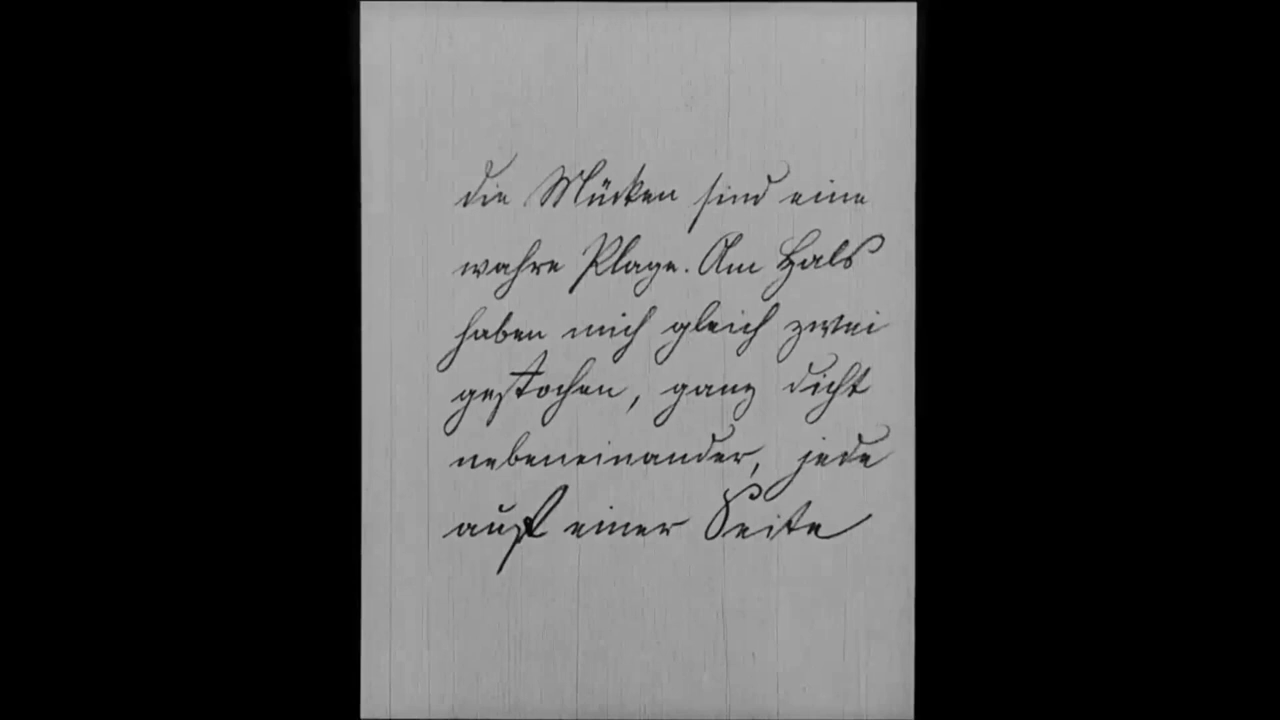 die Mücken sind eine
wahre Plage. Am Hals
haben mich gleich zwei
gestochen, ganz dicht
nebeneinander, jede
auf einer Seite